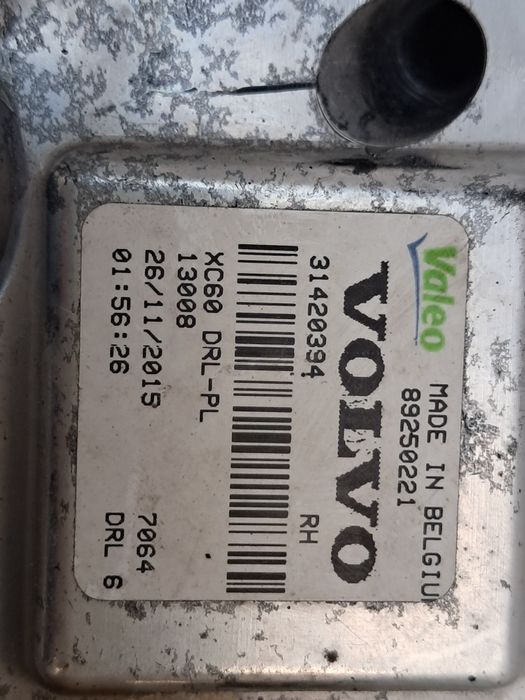 Valeo
MADE IN BELGIU
89250221
VOLVO
31420394 RH
XC60 DRL-PL
13008
26/11/2015 7064
01:56:26 DRL 6